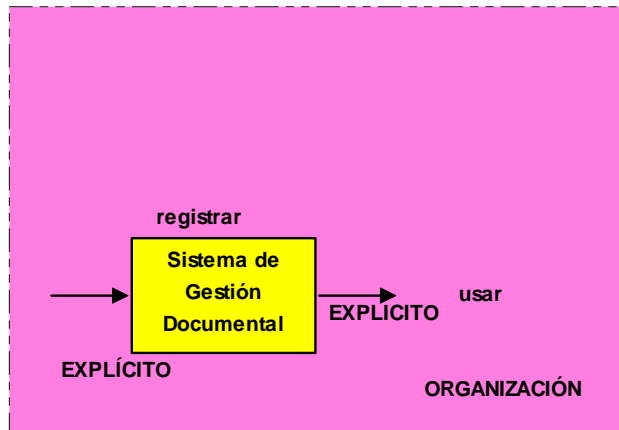 registrar
Sistema de
Gestión
Documental
usar
EXPLICITO
EXPLÍCITO
ORGANIZACIÓN